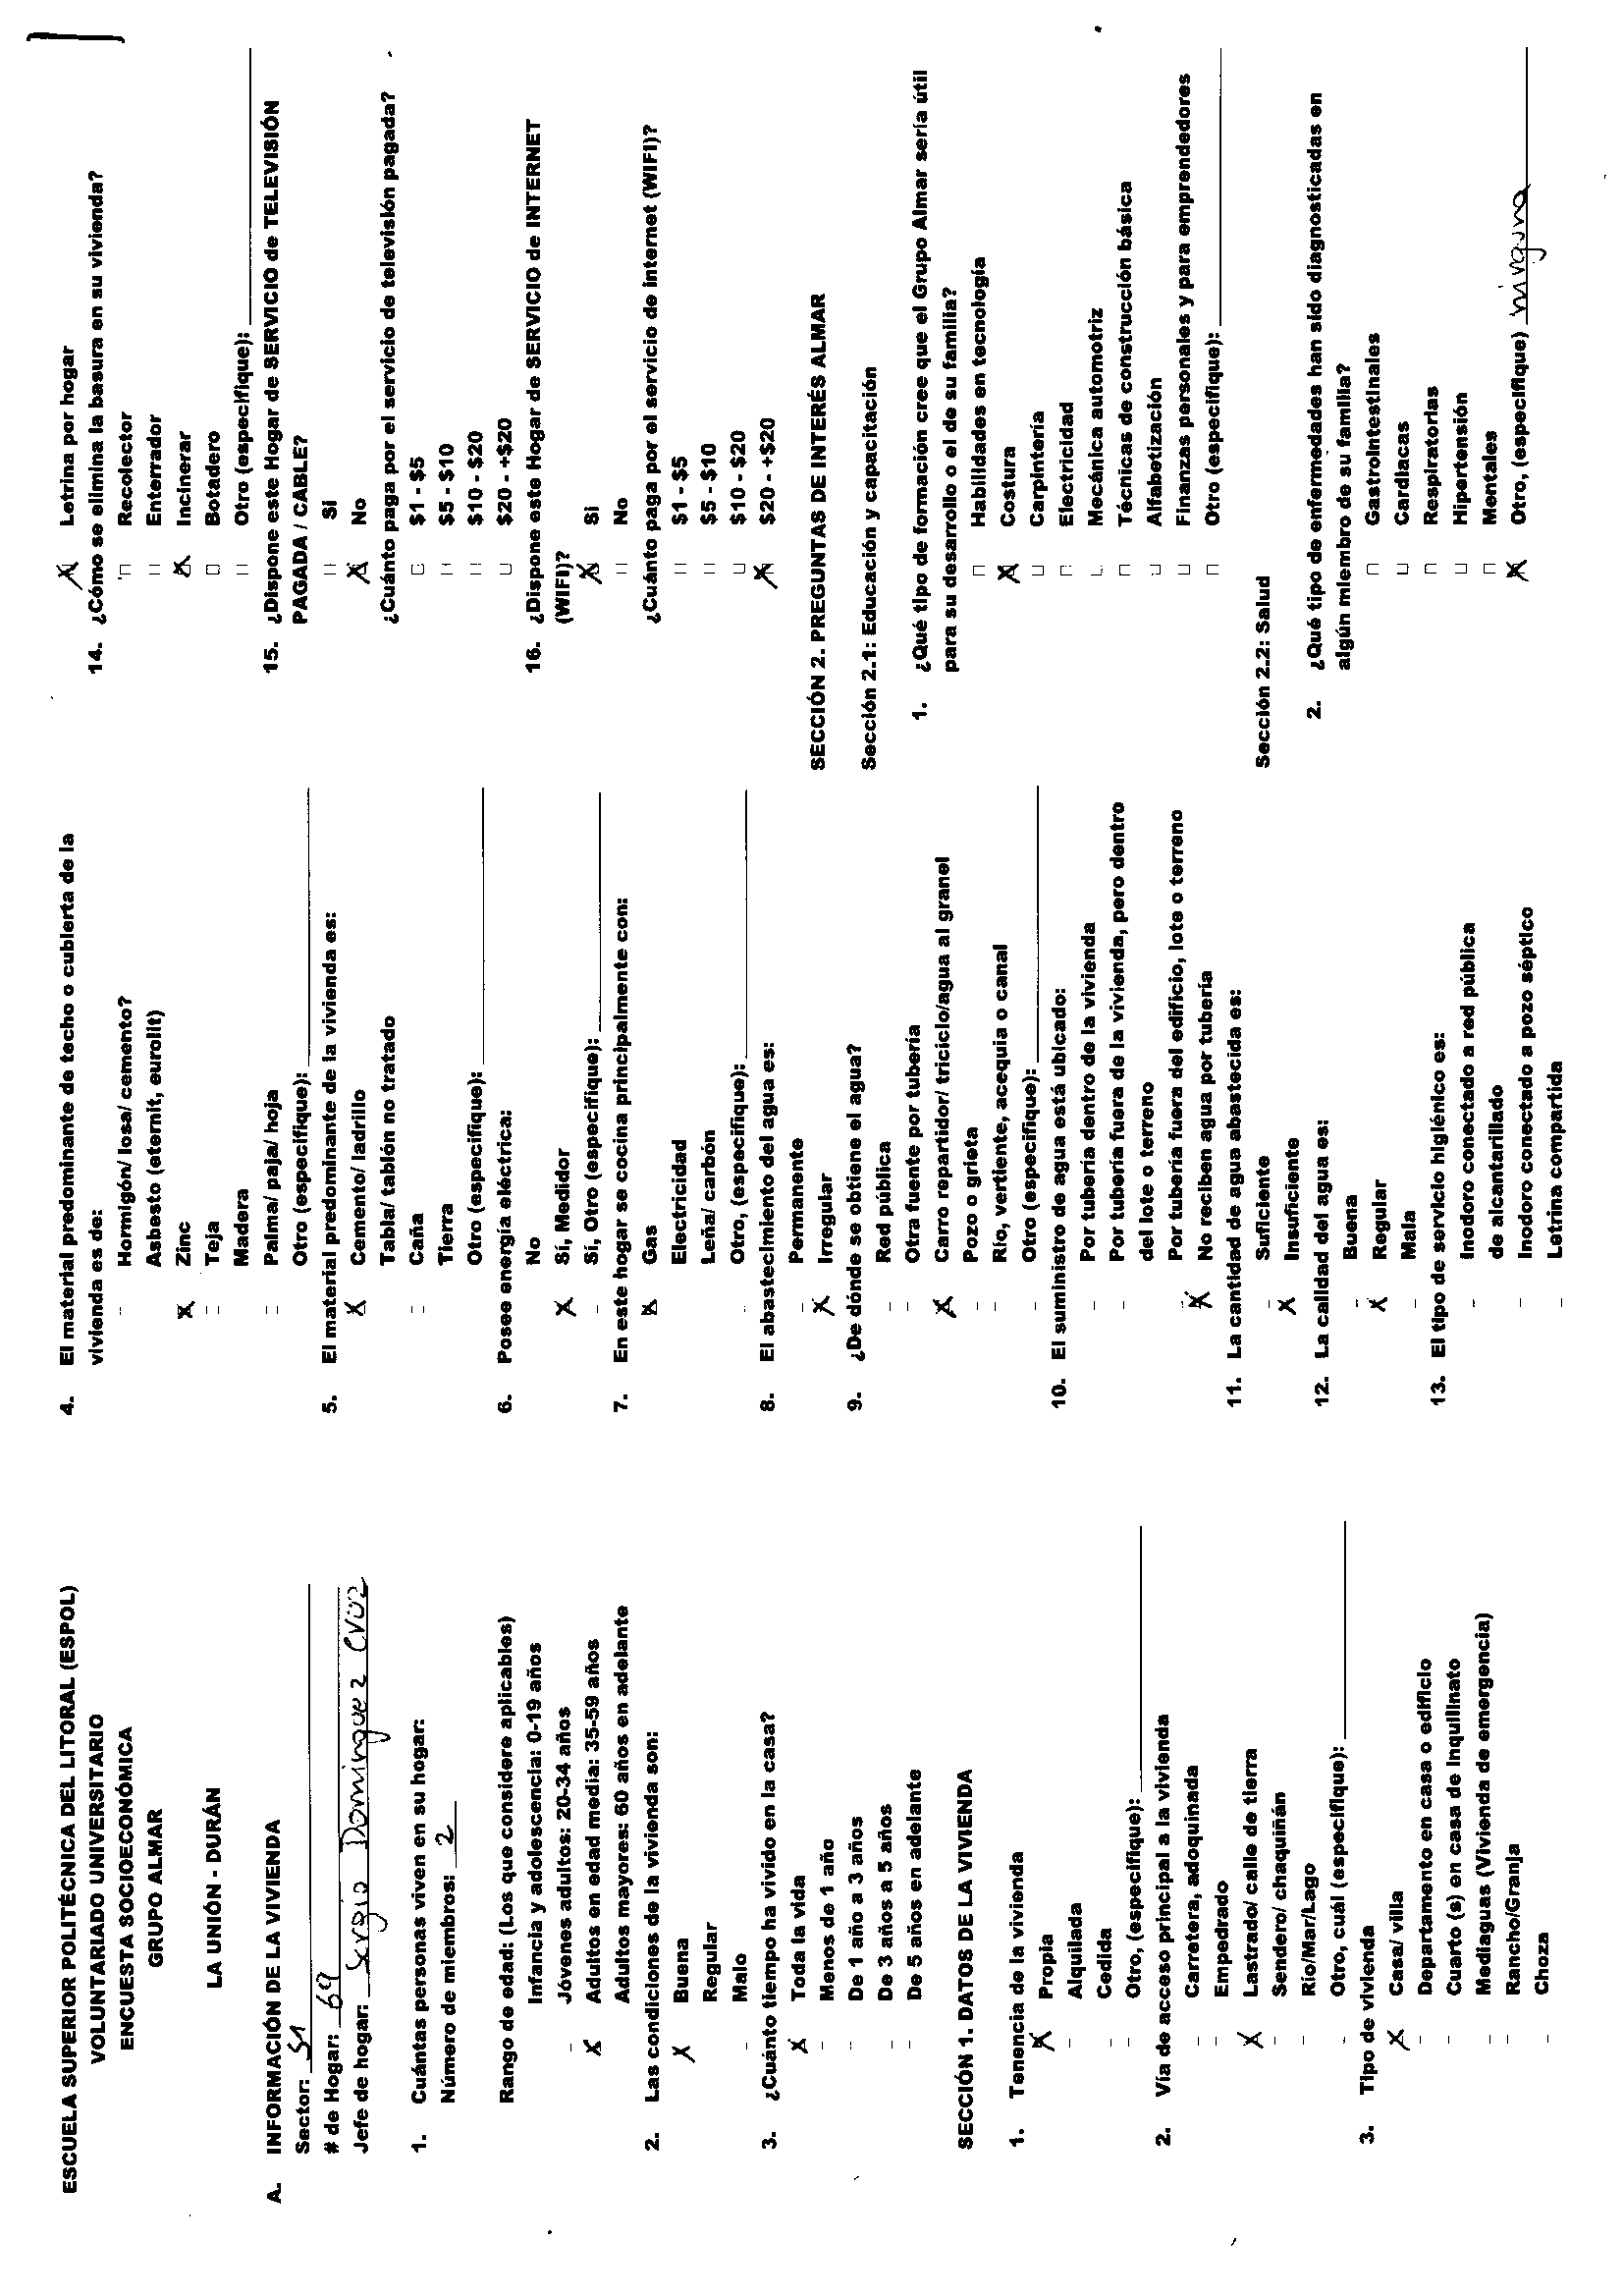 ESCUELA SUPERIOR POLITÉCNICA DEL LITORAL (ESPOL)
VOLUNTARIADO UNIVERSITARIO
ENCUESTA SOCIOECONÓMICA
GRUPO ALMAR
LA UNIÓN - DURÁN
A. INFORMACIÓN DE LA VIVIENDA
Sector: S1
# de Hogar: 69
Jefe de hogar: Sergio Dominguez Cruz
1. Cuántas personas viven en su hogar:
Número de miembros: 2
Rango de edad: (Los que considere aplicables)
Infancia y adolescencia: 0-19 años
Jóvenes adultos: 20-34 años
X Adultos en edad media: 35-59 años
Adultos mayores: 60 años en adelante
2. Las condiciones de la vivienda son:
X Buena
Regular
Malo
3. ¿Cuánto tiempo ha vivido en la casa?
X Toda la vida
Menos de 1 año
De 1 año a 3 años
De 3 años a 5 años
De 5 años en adelante
SECCIÓN 1. DATOS DE LA VIVIENDA
1. Tenencia de la vivienda
X Propia
Alquilada
Cedida
Otro, (especifique):
2. Vía de acceso principal a la vivienda
Carretera, adoquinada
Empedrado
X Lastrado/ calle de tierra
Sendero/ chaquiñán
Río/Mar/Lago
Otro, cuál (especifique):
3. Tipo de vivienda
X Casa/ villa
Departamento en casa o edificio
Cuarto (s) en casa de inquilinato
Mediaguas (Vivienda de emergencia)
Rancho/Granja
Choza
4. El material predominante de techo o cubierta de la
vivienda es de:
Hormigón/ losa/ cemento?
Asbesto (eternit, eurolit)
X Zinc
Teja
Madera
Palma/ paja/ hoja
Otro (especifique):
5. El material predominante de la vivienda es:
X Cemento/ ladrillo
Tabla/ tablón no tratado
Caña
Tierra
Otro (especifique):
6. Posee energía eléctrica:
No
X Sí, Medidor
Sí, Otro (especifique):
7. En este hogar se cocina principalmente con:
X Gas
Electricidad
Leña/ carbón
Otro, (especifique):
8. El abastecimiento del agua es:
Permanente
X Irregular
9. ¿De dónde se obtiene el agua?
Red pública
Otra fuente por tubería
X Carro repartidor/ triciclo/agua al granel
Pozo o grieta
Río, vertiente, acequia o canal
Otro (especifique):
10. El suministro de agua está ubicado:
Por tubería dentro de la vivienda
Por tubería fuera de la vivienda, pero dentro
del lote o terreno
Por tubería fuera del edificio, lote o terreno
X No reciben agua por tubería
11. La cantidad de agua abastecida es:
Suficiente
X Insuficiente
12. La calidad del agua es:
Buena
X Regular
Mala
13. El tipo de servicio higiénico es:
Inodoro conectado a red pública
de alcantarillado
Inodoro conectado a pozo séptico
Letrina compartida
X Letrina por hogar
14. ¿Cómo se elimina la basura en su vivienda?
Recolector
Enterrador
X Incinerar
Botadero
Otro (especifique):
15. ¿Dispone este Hogar de SERVICIO de TELEVISIÓN
PAGADA / CABLE?
Sí
X No
¿Cuánto paga por el servicio de televisión pagada?
$1 - $5
$5 - $10
$10 - $20
$20 - +$20
16. ¿Dispone este Hogar de SERVICIO de INTERNET
(WIFI)?
X Sí
No
¿Cuánto paga por el servicio de internet (WIFI)?
$1 - $5
$5 - $10
$10 - $20
X $20 - +$20
SECCIÓN 2. PREGUNTAS DE INTERÉS ALMAR
Sección 2.1: Educación y capacitación
1. ¿Qué tipo de formación cree que el Grupo Almar sería útil
para su desarrollo o el de su familia?
Habilidades en tecnología
X Costura
Carpintería
Electricidad
Mecánica automotriz
Técnicas de construcción básica
Alfabetización
Finanzas personales y para emprendedores
Otro (especifique):
Sección 2.2: Salud
2. ¿Qué tipo de enfermedades han sido diagnosticadas en
algún miembro de su familia?
Gastrointestinales
Cardiacas
Respiratorias
Hipertensión
Mentales
X Otro, (especifique) ninguna